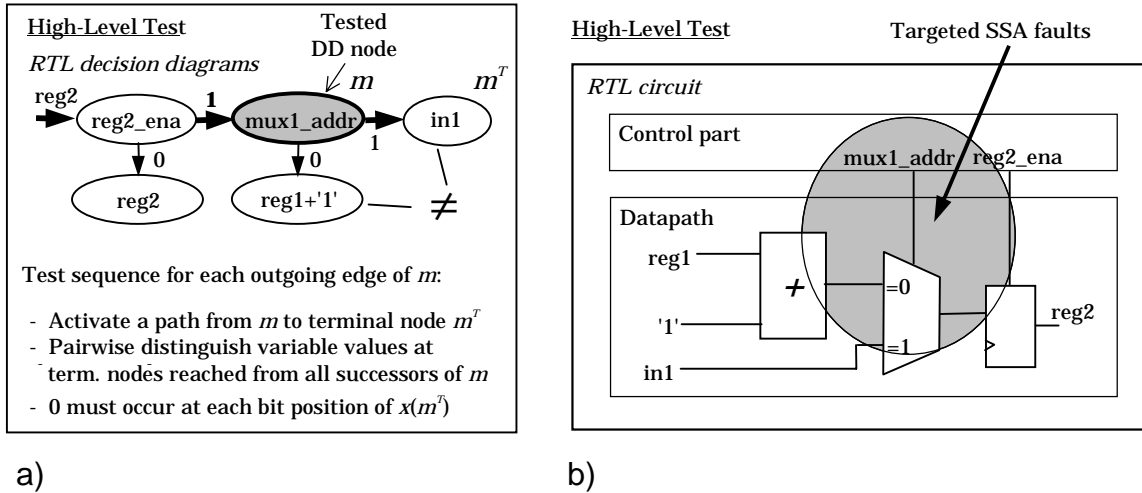 High-Level Test
RTL decision diagrams
Tested
DD node
m
mᵀ
reg2
reg2_ena
1
mux1_addr
1
in1
0
0
reg2
reg1+'1'
≠
Test sequence for each outgoing edge of m:
- Activate a path from m to terminal node mᵀ
- Pairwise distinguish variable values at
term. nodes reached from all successors of m
- 0 must occur at each bit position of x(mᵀ)
a)
High-Level Test
Targeted SSA faults
RTL circuit
Control part
mux1_addr reg2_ena
Datapath
reg1
+
=0
'1'
reg2
=1
in1
b)